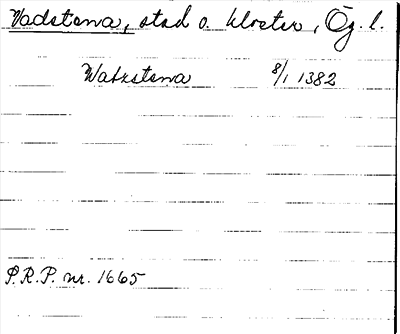 Vadstena, stad o. kloster, Ög. l.
Watzstena 8/1 1382
P.R.P. nr. 1665